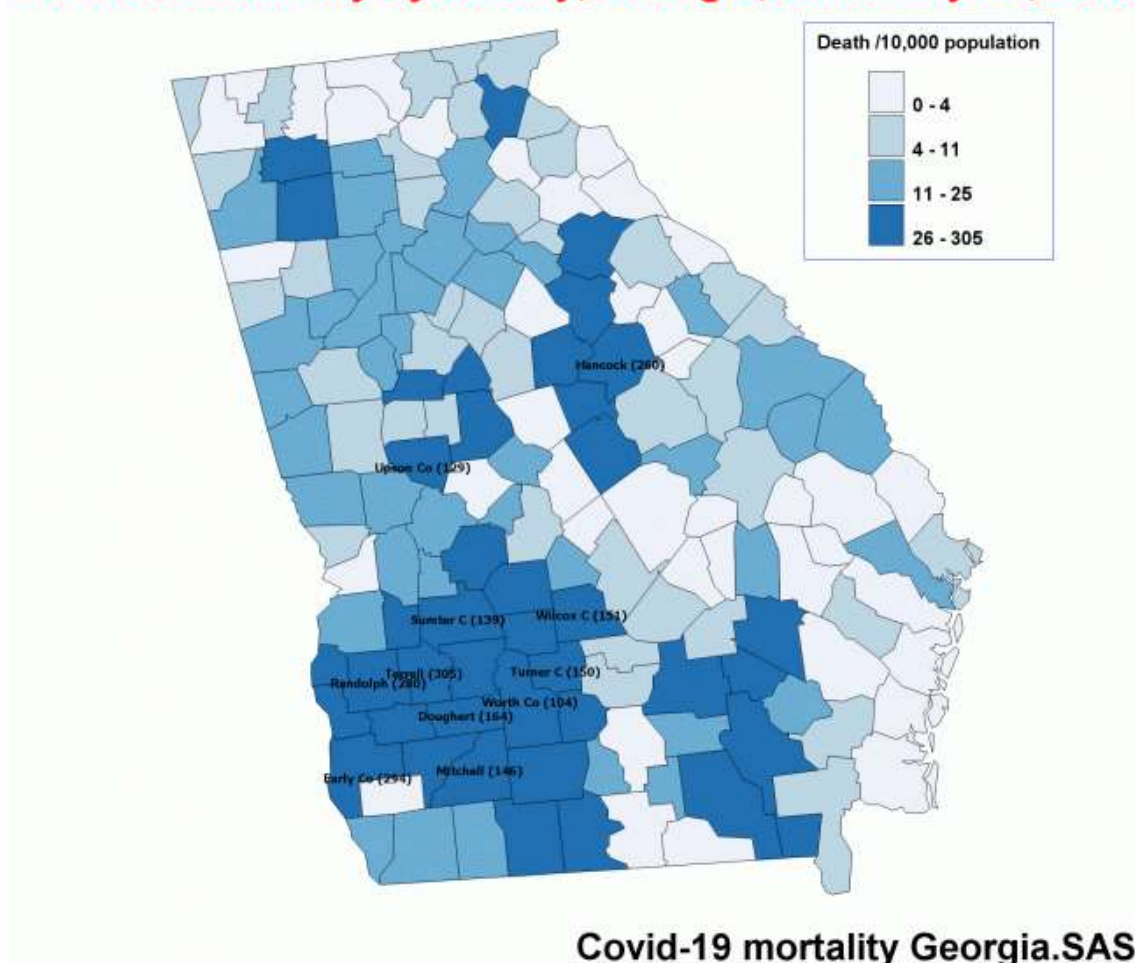 Death /10,000 population
0 - 4
4 - 11
11 - 25
26 - 305
Hancock (260)
Upson Co (129)
Sumter C (139)
Wilcox C (151)
Terrell (305)
Turner C (150)
Randolph (280)
Worth Co (104)
Doughert (164)
Mitchell (146)
Early Co (294)
Covid-19 mortality Georgia.SAS